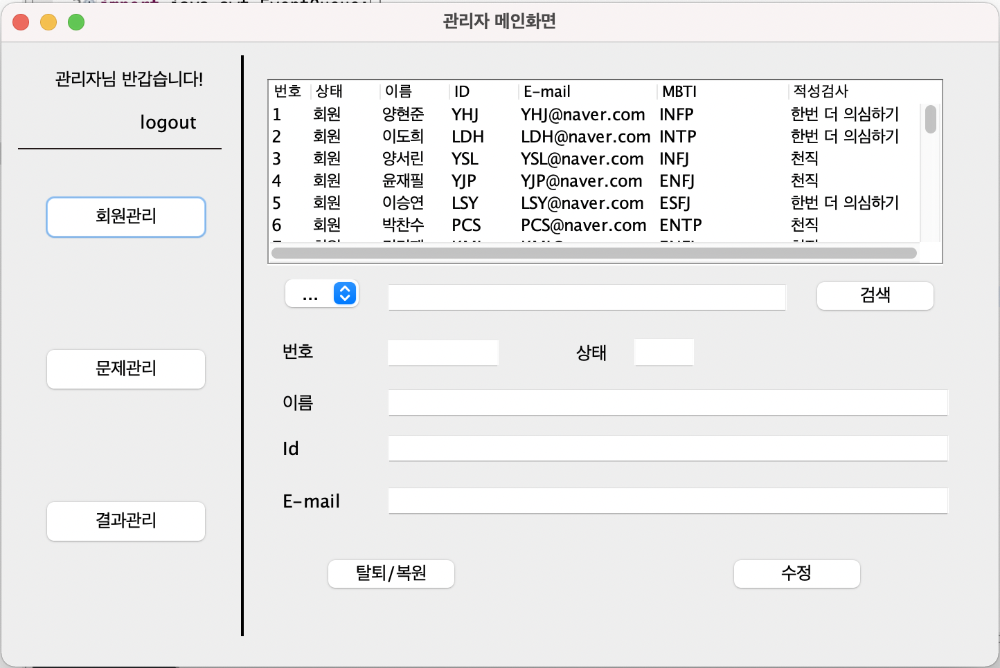 관리자 메인화면
관리자님 반갑습니다!
logout
회원관리
문제관리
결과관리
번호 상태 이름 ID E-mail MBTI 적성검사
1 회원 양현준 YHJ YHJ@naver.com INFP 한번 더 의심하기
2 회원 이도희 LDH LDH@naver.com INTP 한번 더 의심하기
3 회원 양서린 YSL YSL@naver.com INFJ 천직
4 회원 윤재필 YJP YJP@naver.com ENFJ 천직
5 회원 이승연 LSY LSY@naver.com ESFJ 한번 더 의심하기
6 회원 박찬수 PCS PCS@naver.com ENTP 천직
... 검색
번호 상태
이름
Id
E-mail
탈퇴/복원 수정